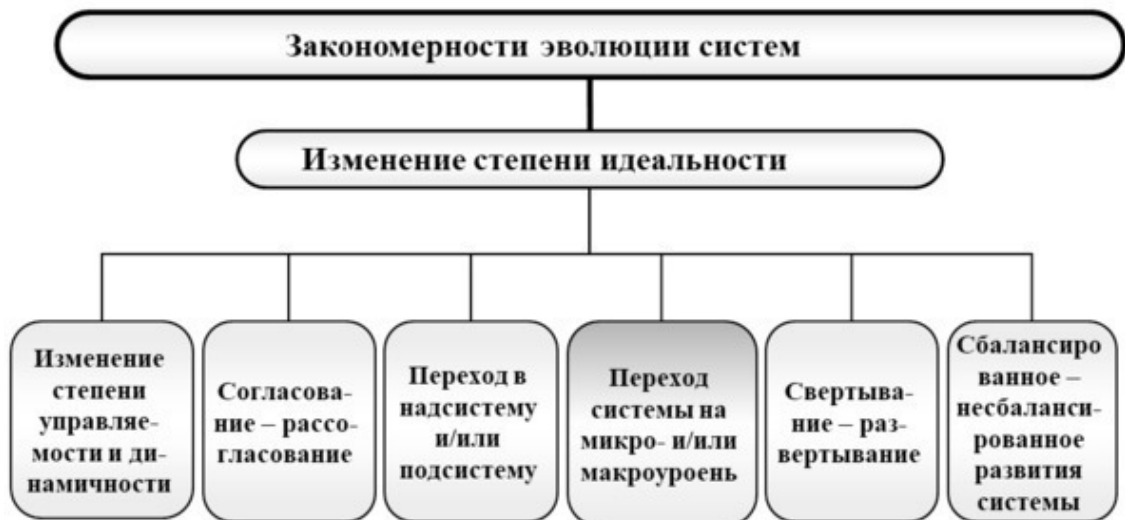 Закономерности эволюции систем
Изменение степени идеальности
Изменение
степени
управляе-
мости и ди-
намичности
Согласова-
ние – рассо-
гласование
Переход в
надсистему
и/или
подсистему
Переход
системы на
микро- и/или
макроуроень
Свертыва-
ние – раз-
вертывание
Сбалансиро
ванное –
несбаланси-
рованное
развития
системы